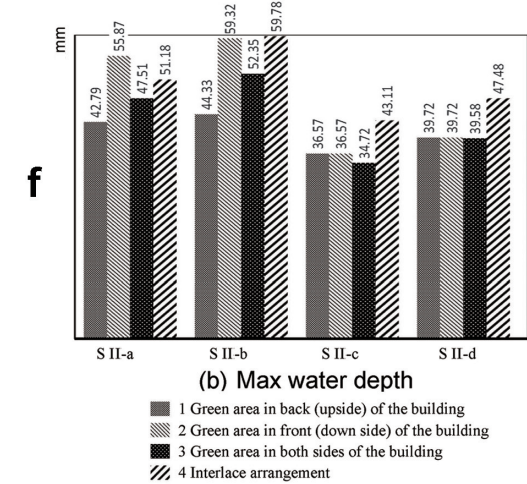 mm
42.79 55.87 47.51 51.18 44.33 59.32 52.35 59.78 36.57 36.57 34.72 43.11 39.72 39.72 39.58 47.48
f
S II-a S II-b S II-c S II-d
(b) Max water depth
1 Green area in back (upside) of the building
2 Green area in front (down side) of the building
3 Green area in both sides of the building
4 Interlace arrangement